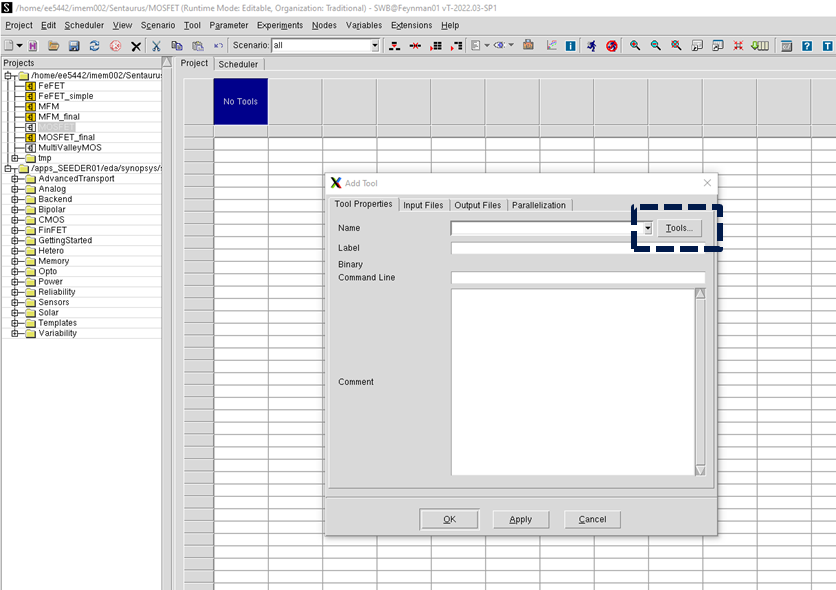 S /home/ee5442/imem002/Sentaurus/MOSFET (Runtime Mode: Editable, Organization: Traditional) - SWB@Feynman01 vT-2022.03-SP1
Project Edit Scheduler View Scenario Tool Parameter Experiments Nodes Variables Extensions Help
Scenario: all
Projects
Project Scheduler
/home/ee5442/imem002/Sentaurus
FeFET
FeFET_simple
MFM
MFM_final
MOSFET_final
MultiValleyMOS
tmp
/apps_SEEDER01/eda/synopsys/s
AdvancedTransport
Analog
Backend
Bipolar
CMOS
FinFET
GettingStarted
Hetero
Memory
Opto
Power
Reliability
Sensors
Solar
Templates
Variability
No Tools
Add Tool
Tool Properties Input Files Output Files Parallelization
Name Tools...
Label
Binary
Command Line
Comment
OK Apply Cancel